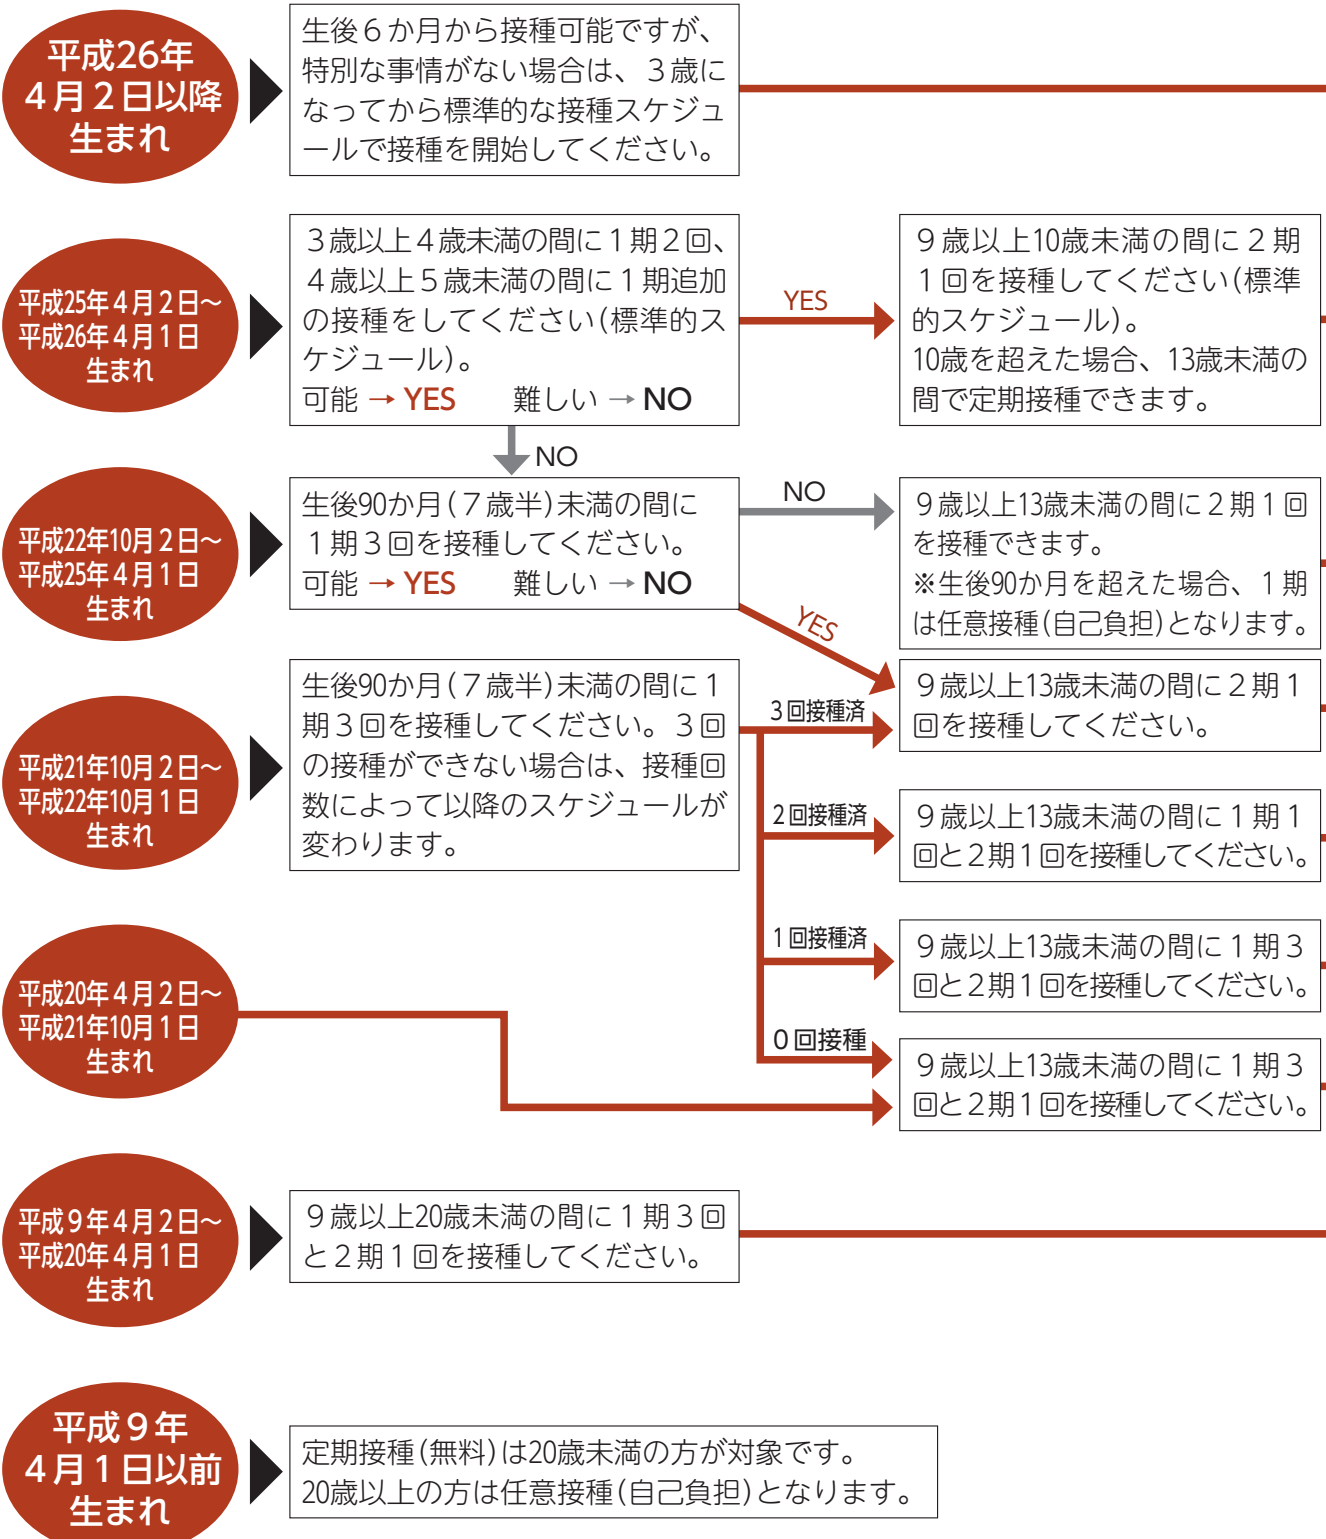 平成26年
4月2日以降
生まれ
生後6か月から接種可能ですが、
特別な事情がない場合は、3歳に
なってから標準的な接種スケジュ
ールで接種を開始してください。
平成25年4月2日～
平成26年4月1日
生まれ
3歳以上4歳未満の間に1期2回、
4歳以上5歳未満の間に1期追加
の接種をしてください(標準的ス
ケジュール)。
可能 → YES 難しい → NO
YES
9歳以上10歳未満の間に2期
1回を接種してください(標準
的スケジュール)。
10歳を超えた場合、13歳未満の
間で定期接種できます。
NO
平成22年10月2日～
平成25年4月1日
生まれ
生後90か月(7歳半)未満の間に
1期3回を接種してください。
可能 → YES 難しい → NO
NO
9歳以上13歳未満の間に2期1回
を接種できます。
※生後90か月を超えた場合、1期
は任意接種(自己負担)となります。
YES
平成21年10月2日～
平成22年10月1日
生まれ
生後90か月(7歳半)未満の間に1
期3回を接種してください。3回
の接種ができない場合は、接種回
数によって以降のスケジュールが
変わります。
3回接種済
9歳以上13歳未満の間に2期1
回を接種してください。
2回接種済
9歳以上13歳未満の間に1期1
回と2期1回を接種してください。
1回接種済
9歳以上13歳未満の間に1期3
回と2期1回を接種してください。
0回接種
9歳以上13歳未満の間に1期3
回と2期1回を接種してください。
平成20年4月2日～
平成21年10月1日
生まれ
平成9年4月2日～
平成20年4月1日
生まれ
9歳以上20歳未満の間に1期3回
と2期1回を接種してください。
平成9年
4月1日以前
生まれ
定期接種(無料)は20歳未満の方が対象です。
20歳以上の方は任意接種(自己負担)となります。